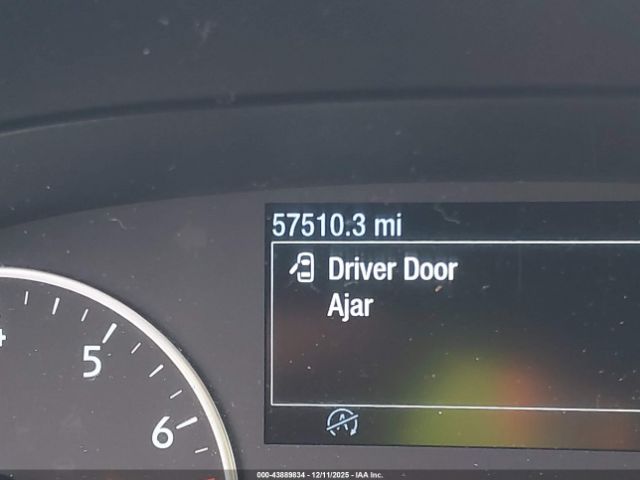 57510.3 mi
Driver Door
Ajar
5
6
000-43889834 - 12/11/2025 - IAA Inc.